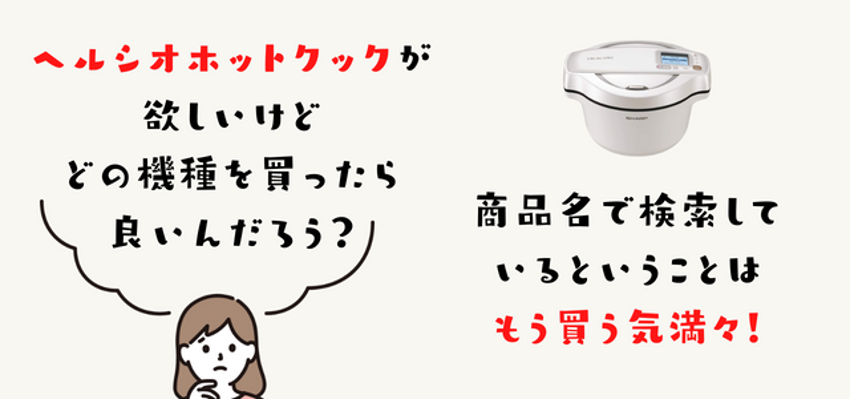 ヘルシオホットクックが
欲しいけど
どの機種を買ったら
良いんだろう?
商品名で検索して
いるということは
もう買う気満々!